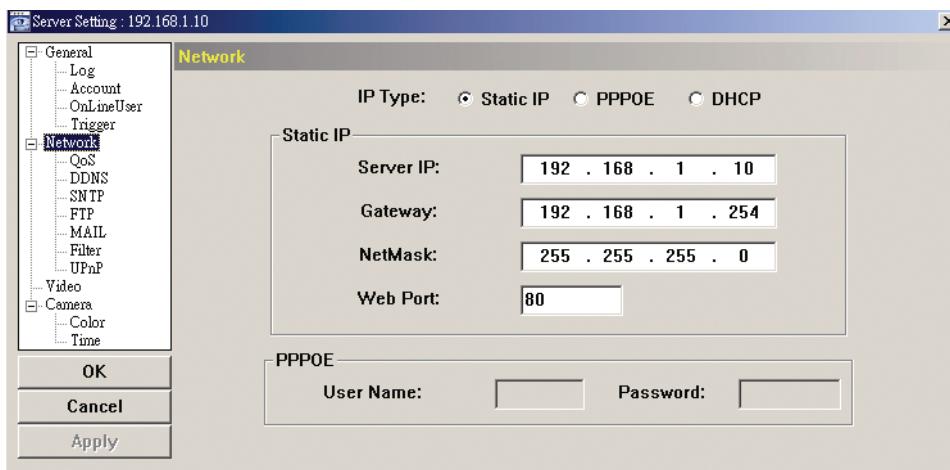 Server Setting : 192.168.1.10
General
Log
Account
OnLineUser
Trigger
Network
QoS
DDNS
SNTP
FTP
MAIL
Filter
UPnP
Video
Camera
Color
Time
OK
Cancel
Apply
Network
IP Type: Static IP PPPOE DHCP
Static IP
Server IP: 192 . 168 . 1 . 10
Gateway: 192 . 168 . 1 . 254
NetMask: 255 . 255 . 255 . 0
Web Port: 80
PPPOE
User Name: Password: